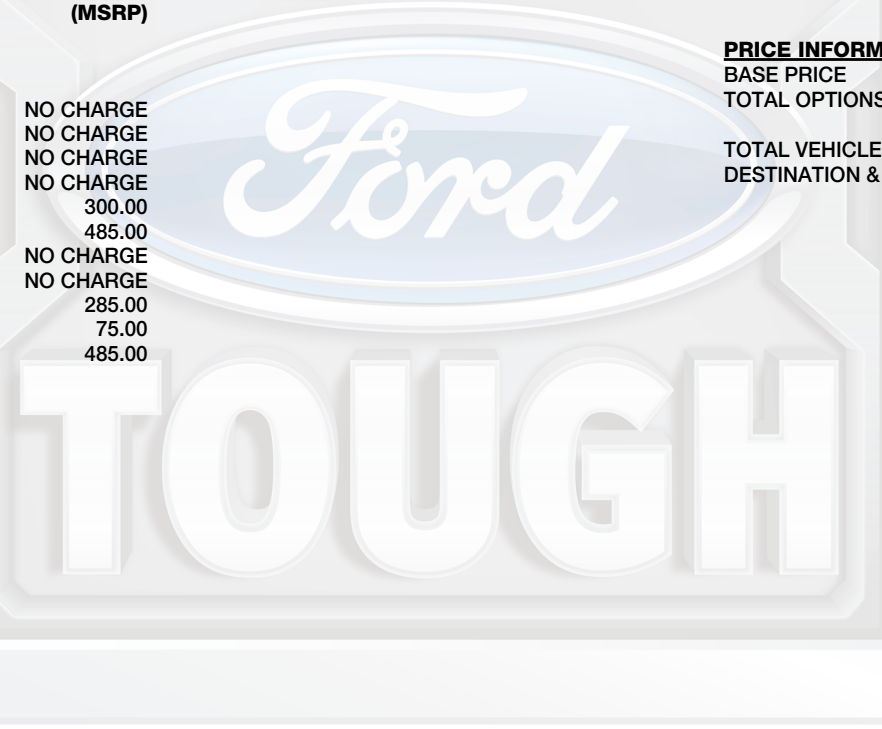 (MSRP)
NO CHARGE
NO CHARGE
NO CHARGE
NO CHARGE
300.00
485.00
NO CHARGE
NO CHARGE
285.00
75.00
485.00
PRICE INFORM
BASE PRICE
TOTAL OPTIONS
TOTAL VEHICLE
DESTINATION &
Ford
TOUGH